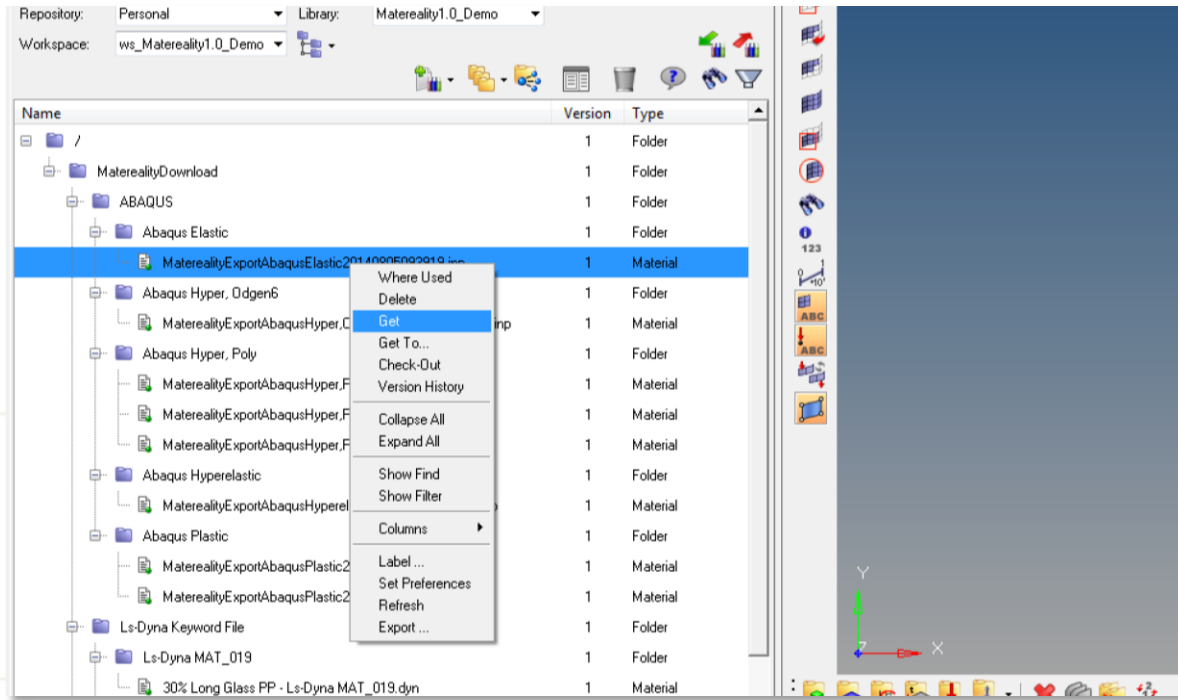 Repository: Personal Library: Matereality1.0_Demo
Workspace: ws_Matereality1.0_Demo
Name Version Type
/ 1 Folder
MaterealityDownload 1 Folder
ABAQUS 1 Folder
Abaqus Elastic 1 Folder
MaterealityExportAbaqusElastic20140805092919.inp 1 Material
Abaqus Hyper, Odgen6 1 Folder
MaterealityExportAbaqusHyper,O inp 1 Material
Abaqus Hyper, Poly 1 Folder
MaterealityExportAbaqusHyper,F 1 Material
MaterealityExportAbaqusHyper,F 1 Material
MaterealityExportAbaqusHyper,F 1 Material
Abaqus Hyperelastic 1 Folder
MaterealityExportAbaqusHyperel 1 Material
Abaqus Plastic 1 Folder
MaterealityExportAbaqusPlastic2 1 Material
MaterealityExportAbaqusPlastic2 1 Material
Ls-Dyna Keyword File 1 Folder
Ls-Dyna MAT_019 1 Folder
30% Long Glass PP - Ls-Dyna MAT_019.dyn 1 Material
Where Used
Delete
Get
Get To...
Check-Out
Version History
Collapse All
Expand All
Show Find
Show Filter
Columns
Label ...
Set Preferences
Refresh
Export ...
123
1
*10'
ABC
ABC
Y
Z X